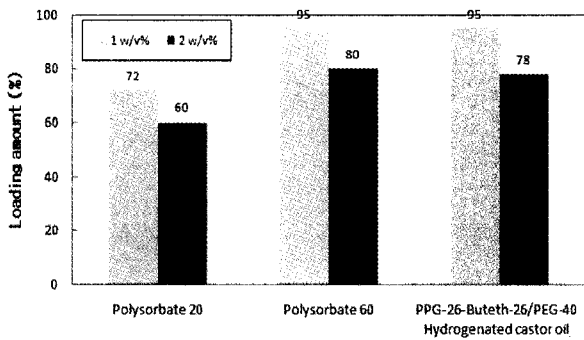 95
95
100
1 w/v%
2 w/v%
80
80
78
72
60
60
40
20
0
Loading amount (%)
Polysorbate 20
Polysorbate 60
PPG-26-Buteth-26/PEG-40
Hydrogenated castor oil